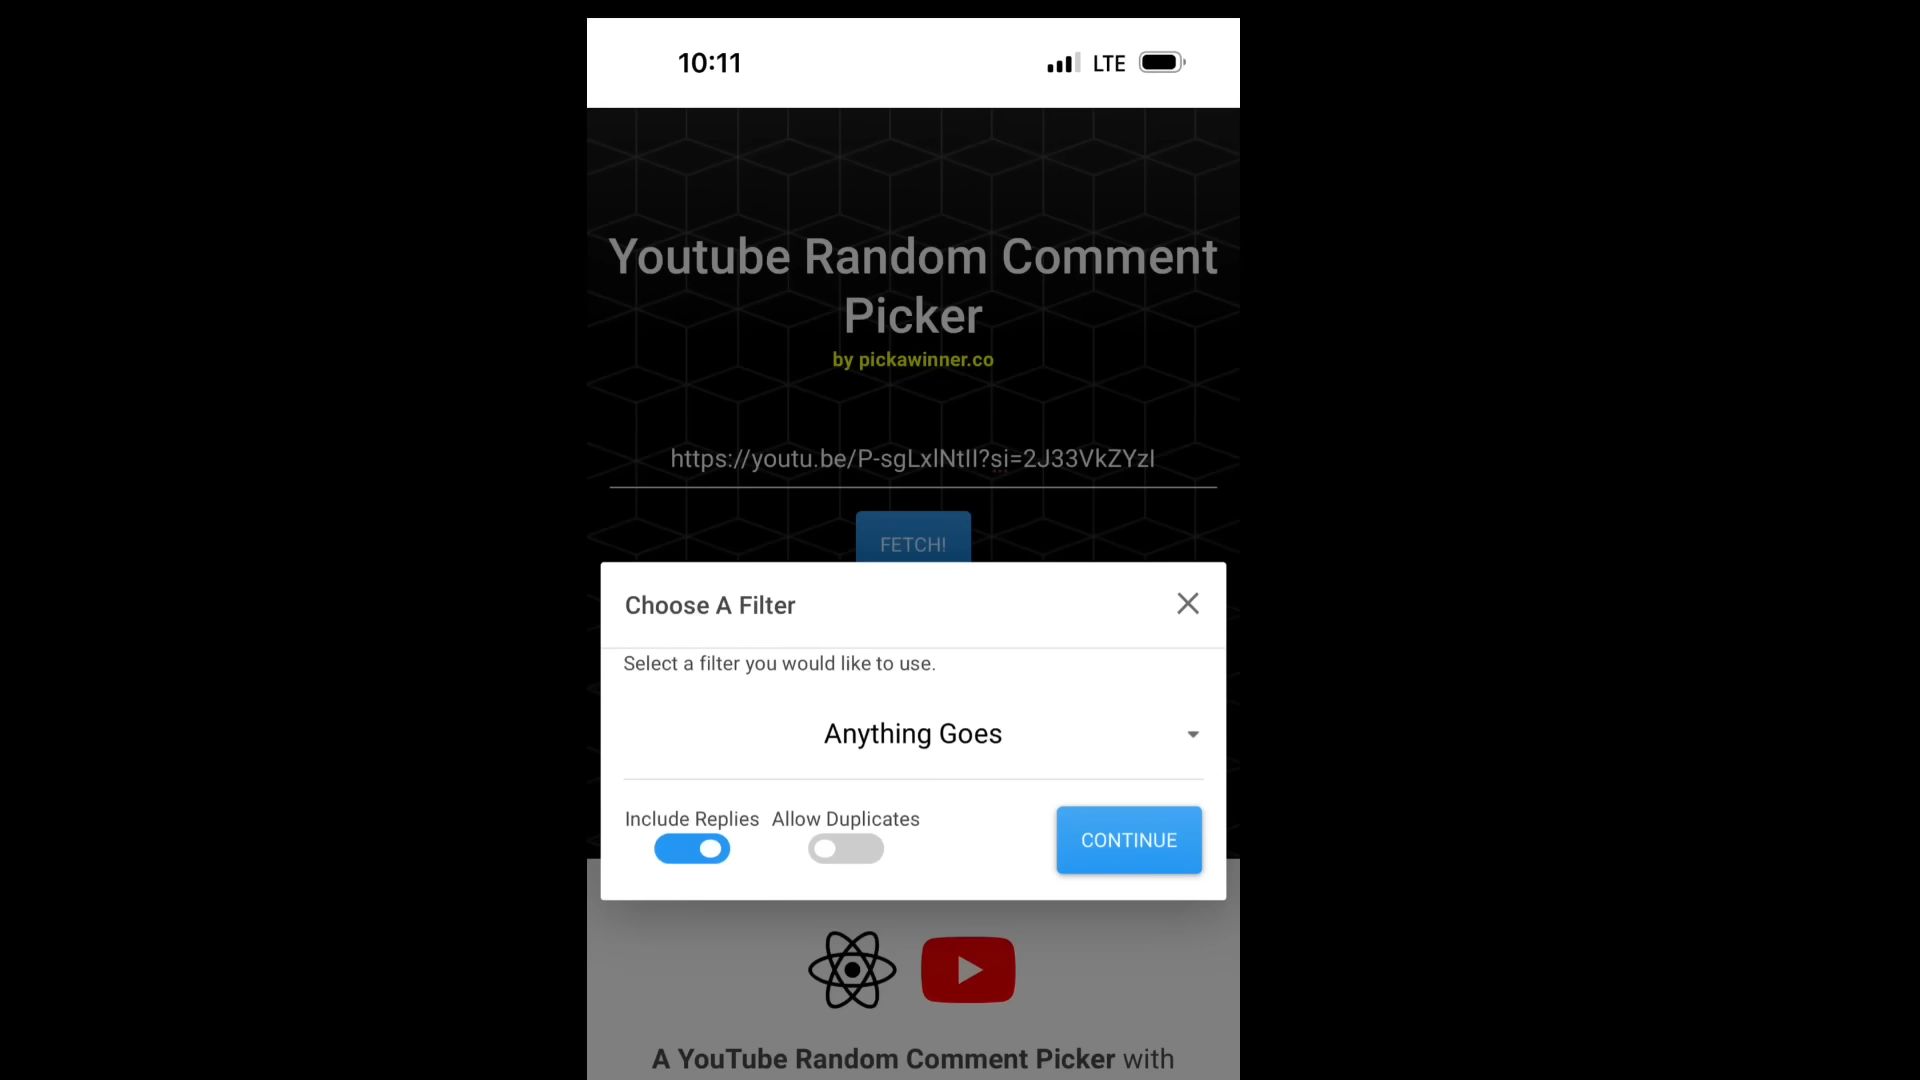 10:11 LTE
Youtube Random Comment
Picker
by pickawinner.co
https://youtu.be/P-sgLxlNtII?si=2J33VkZYzI
FETCH!
Choose A Filter
Select a filter you would like to use.
Anything Goes
Include Replies Allow Duplicates
CONTINUE
A YouTube Random Comment Picker with